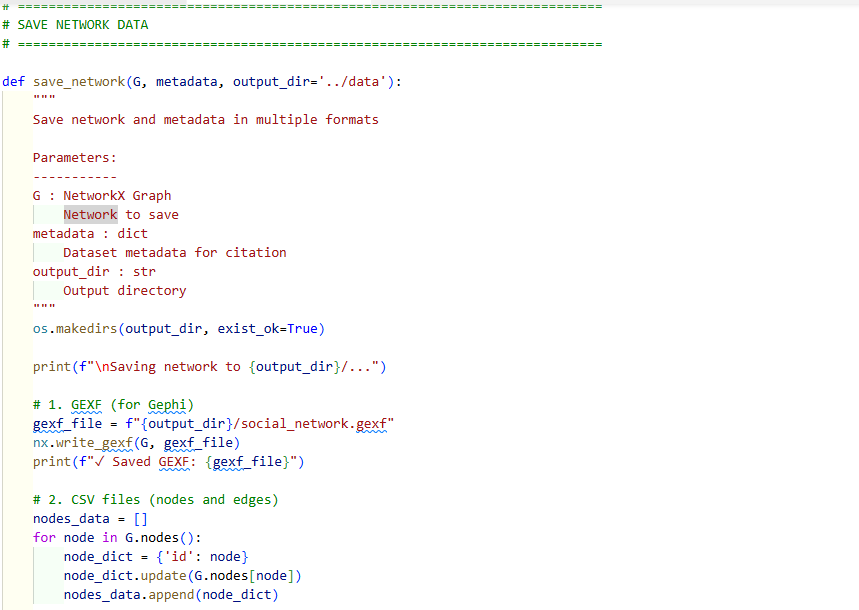 # ============================================================================
# SAVE NETWORK DATA
# ============================================================================
def save_network(G, metadata, output_dir='../data'):
    """
    Save network and metadata in multiple formats
    Parameters:
    -----------
    G : NetworkX Graph
        Network to save
    metadata : dict
        Dataset metadata for citation
    output_dir : str
        Output directory
    """
    os.makedirs(output_dir, exist_ok=True)
    print(f"\nSaving network to {output_dir}/...")
    # 1. GEXF (for Gephi)
    gexf_file = f"{output_dir}/social_network.gexf"
    nx.write_gexf(G, gexf_file)
    print(f"✓ Saved GEXF: {gexf_file}")
    # 2. CSV files (nodes and edges)
    nodes_data = []
    for node in G.nodes():
        node_dict = {'id': node}
        node_dict.update(G.nodes[node])
        nodes_data.append(node_dict)